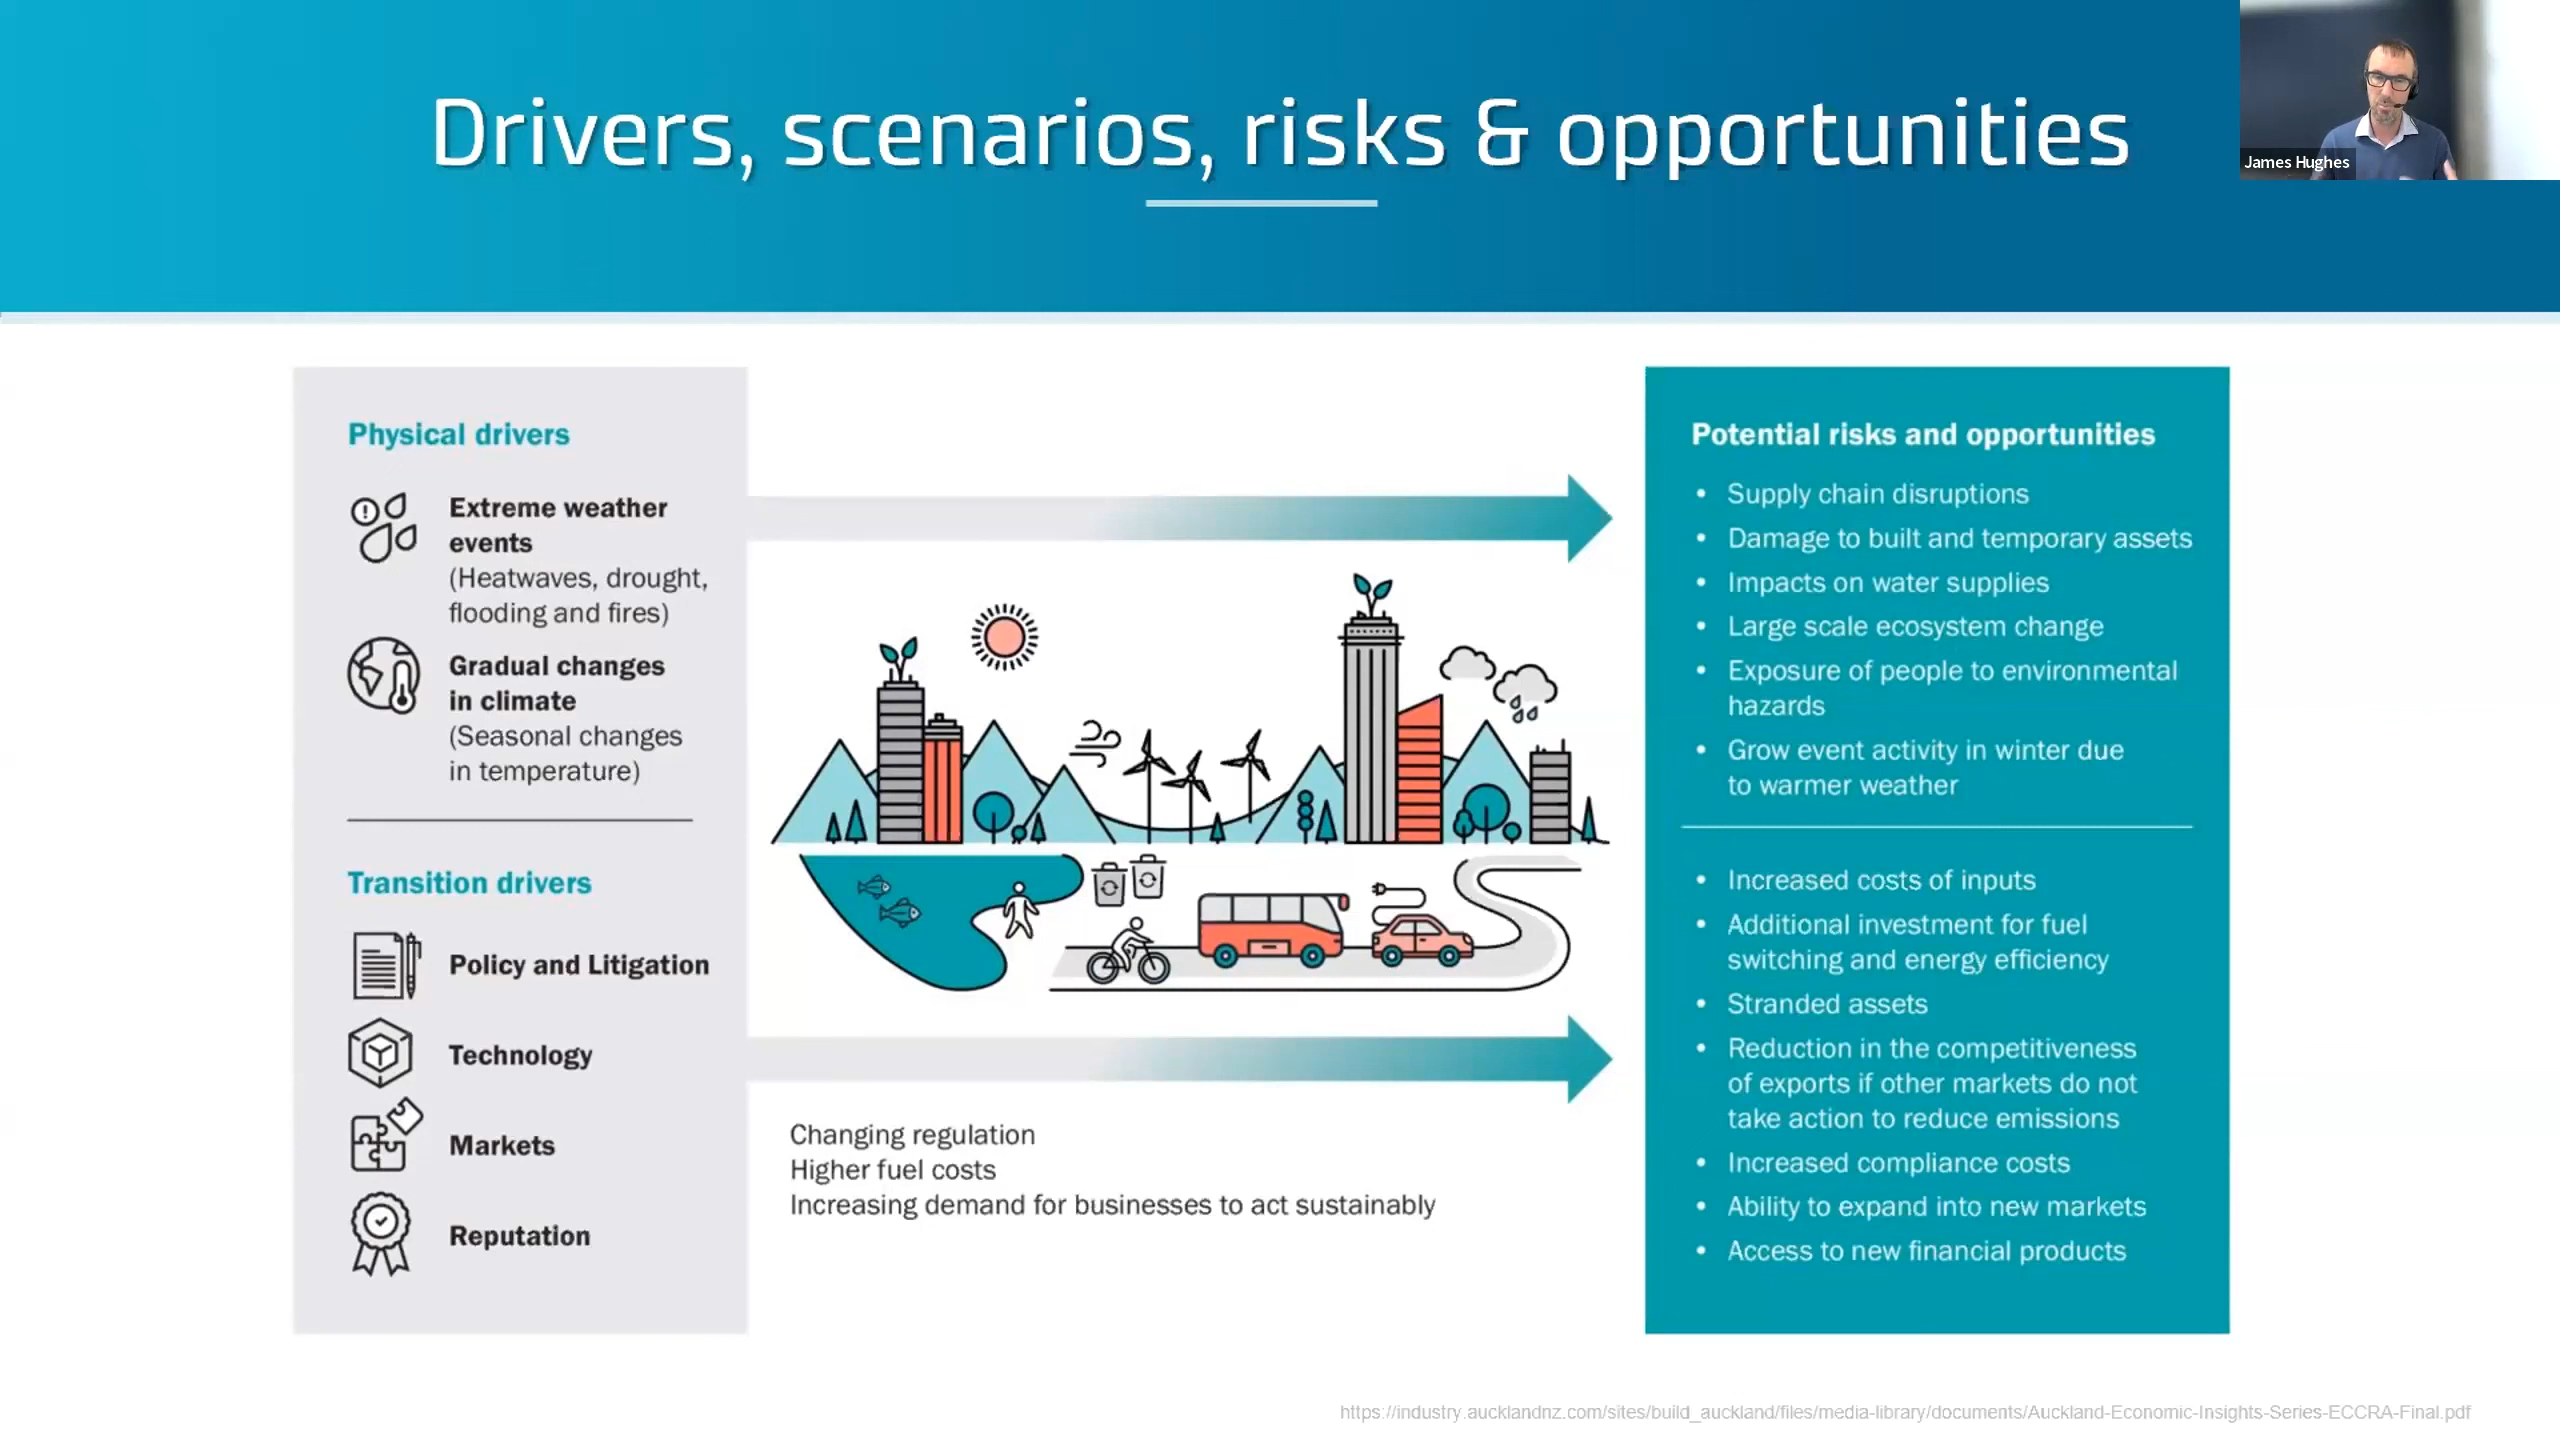 Drivers, scenarios, risks & opportunities
James Hughes
Physical drivers
Extreme weather
events
(Heatwaves, drought,
flooding and fires)
Gradual changes
in climate
(Seasonal changes
in temperature)
Transition drivers
Policy and Litigation
Technology
Markets
Reputation
Changing regulation
Higher fuel costs
Increasing demand for businesses to act sustainably
Potential risks and opportunities
• Supply chain disruptions
• Damage to built and temporary assets
• Impacts on water supplies
• Large scale ecosystem change
• Exposure of people to environmental
hazards
• Grow event activity in winter due
to warmer weather
• Increased costs of inputs
• Additional investment for fuel
switching and energy efficiency
• Stranded assets
• Reduction in the competitiveness
of exports if other markets do not
take action to reduce emissions
• Increased compliance costs
• Ability to expand into new markets
• Access to new financial products
https://industry.aucklandnz.com/sites/build_auckland/files/media-library/documents/Auckland-Economic-Insights-Series-ECCRA-Final.pdf